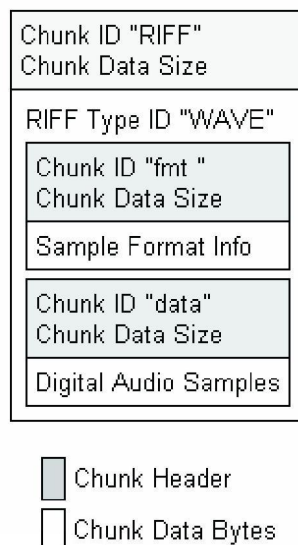 Chunk ID "RIFF"
Chunk Data Size
RIFF Type ID "WAVE"
Chunk ID "fmt "
Chunk Data Size
Sample Format Info
Chunk ID "data"
Chunk Data Size
Digital Audio Samples
Chunk Header
Chunk Data Bytes